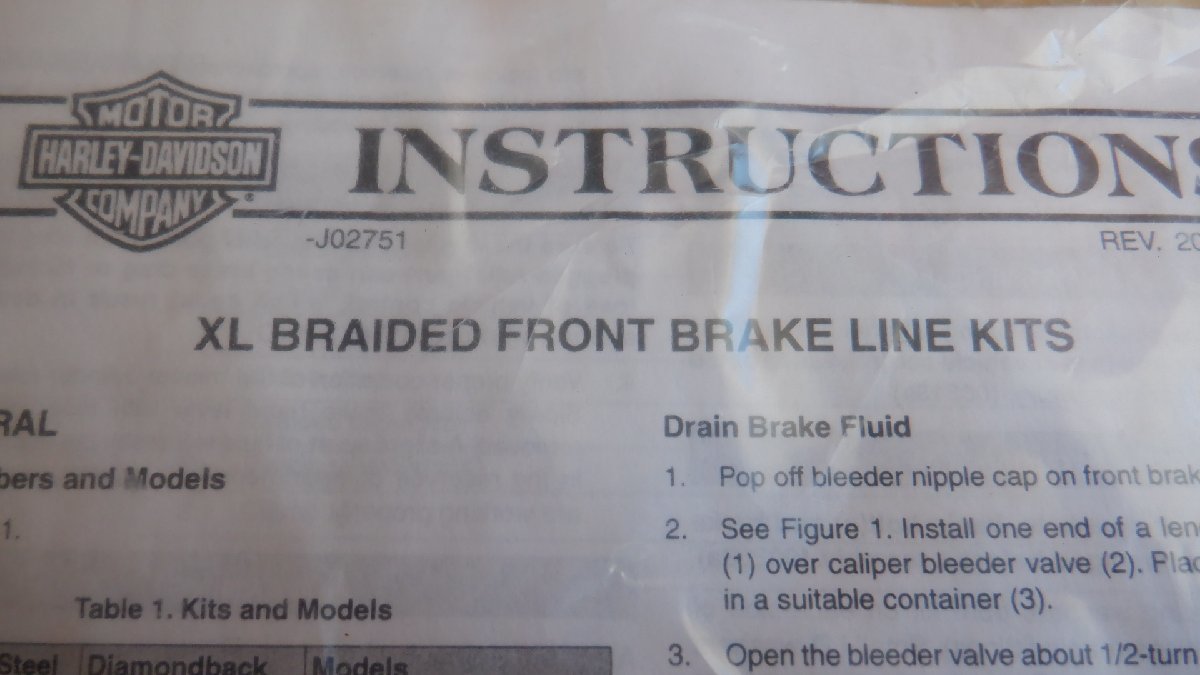 MOTOR
HARLEY-DAVIDSON
COMPANY
INSTRUCTIONS
-J02751
REV. 20
XL BRAIDED FRONT BRAKE LINE KITS
RAL
bers and Models
1.
Table 1. Kits and Models
Steel Diamondback Models
Drain Brake Fluid
1. Pop off bleeder nipple cap on front brak
2. See Figure 1. Install one end of a len
(1) over caliper bleeder valve (2). Plac
in a suitable container (3).
3. Open the bleeder valve about 1/2-turn